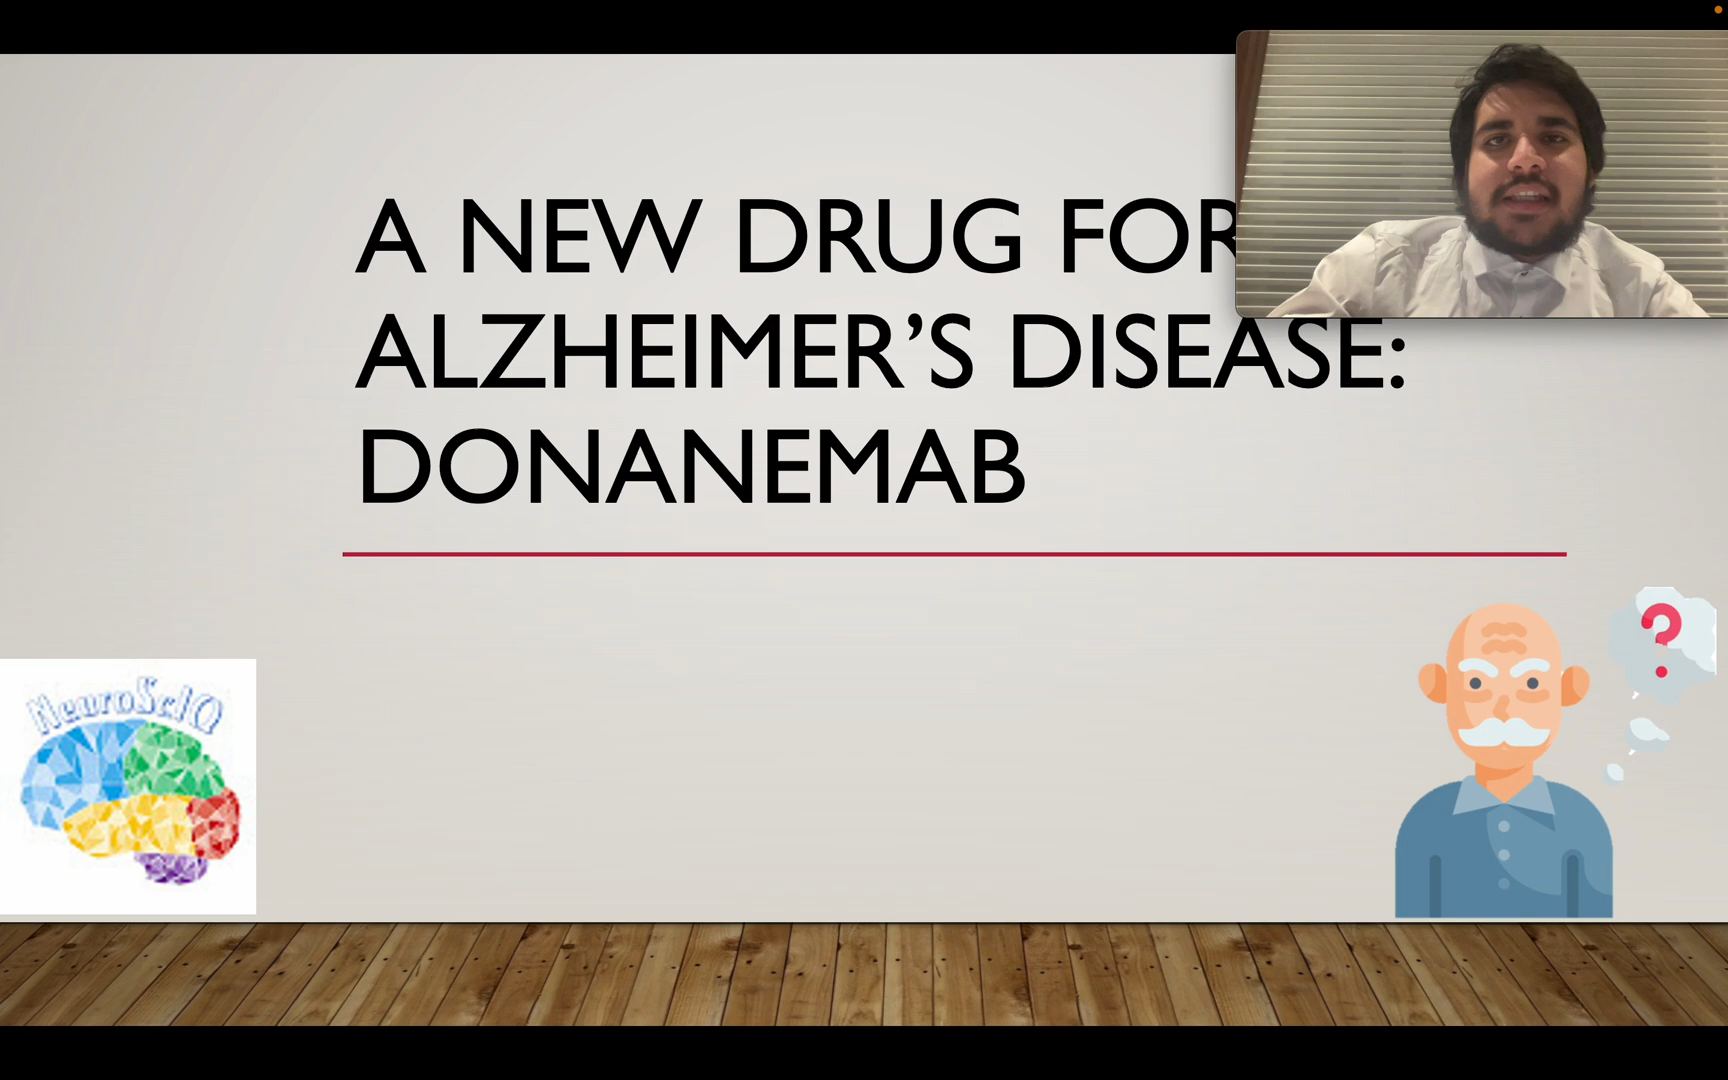 A NEW DRUG FOR
ALZHEIMER’S DISEASE:
DONANEMAB
?
NeuroSciQ